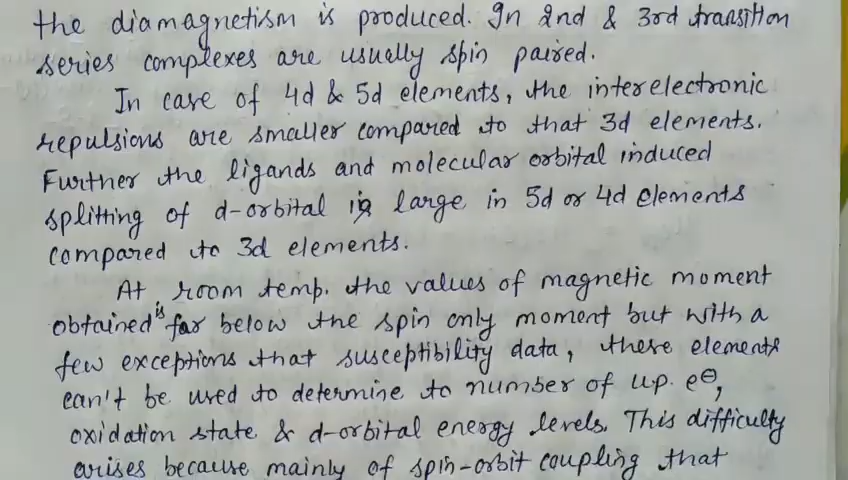 the diamagnetism is produced. In 2nd & 3rd transition
series complexes are usually spin paired.
In case of 4d & 5d elements, the interelectronic
repulsions are smaller compared to that 3d elements.
Further the ligands and molecular orbital induced
splitting of d-orbital is large in 5d or 4d elements
compared to 3d elements.
At room temp. the values of magnetic moment
obtained is far below the spin only moment but with a
few exceptions that susceptibility data, these elements
can't be used to determine to number of u.p. e⊖,
oxidation state & d-orbital energy levels. This difficulty
arises because mainly of spin-orbit coupling that